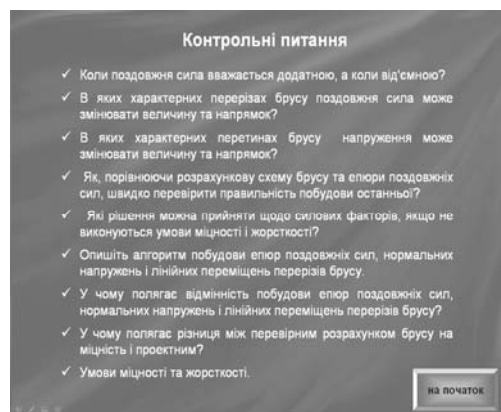 Контрольні питання
✓ Коли поздовжня сила вважається додатною, а коли від'ємною?
✓ В яких характерних перерізах брусу поздовжня сила може
змінювати величину та напрямок?
✓ В яких характерних перетинах брусу напруження може
змінювати величину та напрямок?
✓ Як, порівнюючи розрахункову схему брусу та епюри поздовжніх
сил, швидко перевірити правильність побудови останньої?
✓ Які рішення можна прийняти щодо силових факторів, якщо не
виконуються умови міцності і жорсткості?
✓ Опишіть алгоритм побудови епюр поздовжніх сил, нормальних
напружень і лінійних переміщень перерізів брусу.
✓ У чому полягає відмінність побудови епюр поздовжніх сил,
нормальних напружень і лінійних переміщень перерізів брусу?
✓ У чому полягає різниця між перевірним розрахунком брусу на
міцність і проектним?
✓ Умови міцності та жорсткості.
на початок